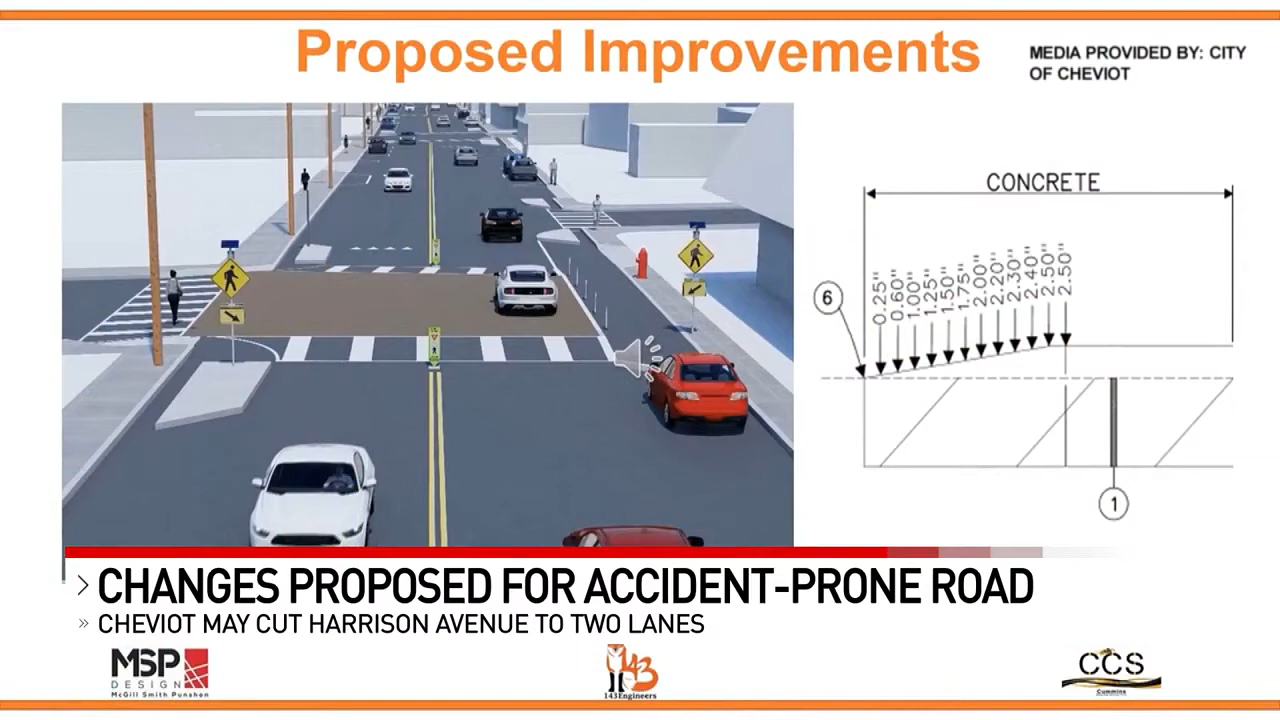 Proposed Improvements
MEDIA PROVIDED BY: CITY
OF CHEVIOT
CONCRETE
0.25"
0.60"
1.00"
1.25"
1.50"
1.75"
2.00"
2.20"
2.30"
2.40"
2.50"
2.50"
6
1
CHANGES PROPOSED FOR ACCIDENT-PRONE ROAD
CHEVIOT MAY CUT HARRISON AVENUE TO TWO LANES
MSP
DESIGN
McGill Smith Punshon
143
143Engineers
CCS
Cummins